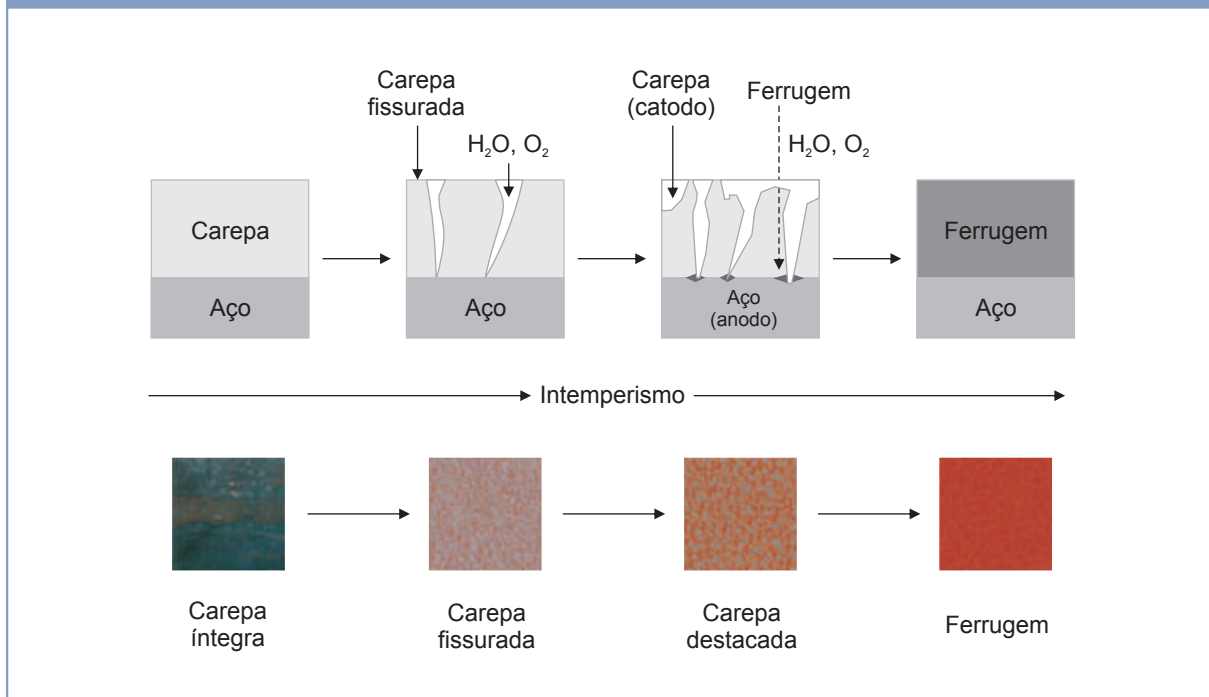 Carepa
fissurada
H₂O, O₂
Carepa
(catodo)
Ferrugem
H₂O, O₂
Carepa
Aço
Aço
Aço
(anodo)
Ferrugem
Aço
Intemperismo
Carepa
íntegra
Carepa
fissurada
Carepa
destacada
Ferrugem